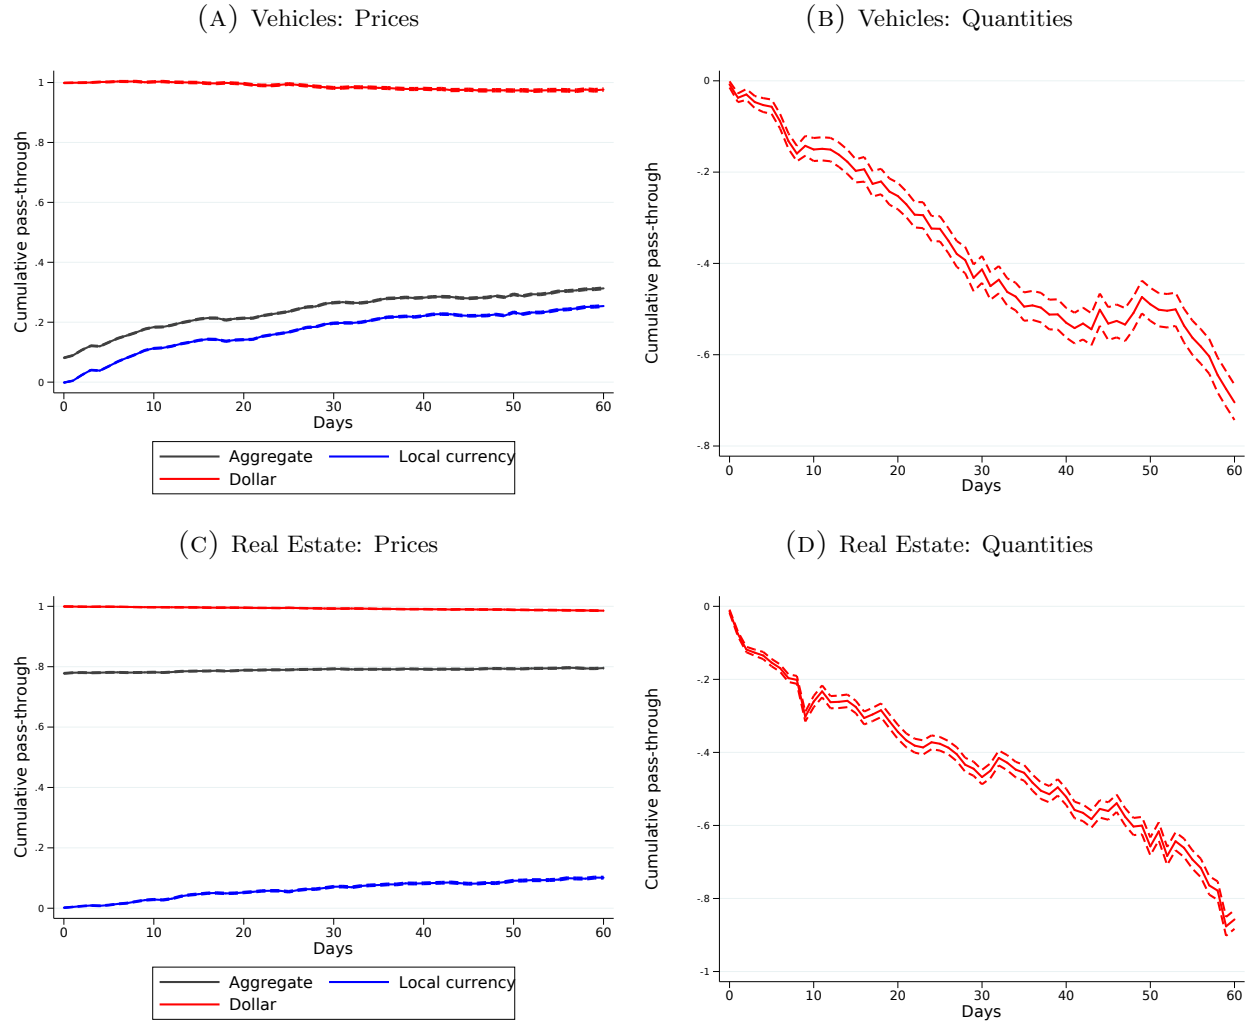 (A) Vehicles: Prices
Cumulative pass-through
1
.8
.6
.4
.2
0
0 10 20 30 40 50 60
Days
Aggregate Local currency
Dollar
(B) Vehicles: Quantities
Cumulative pass-through
0
-.2
-.4
-.6
-.8
0 10 20 30 40 50 60
Days
(C) Real Estate: Prices
Cumulative pass-through
1
.8
.6
.4
.2
0
0 10 20 30 40 50 60
Days
Aggregate Local currency
Dollar
(D) Real Estate: Quantities
Cumulative pass-through
0
-.2
-.4
-.6
-.8
-1
0 10 20 30 40 50 60
Days